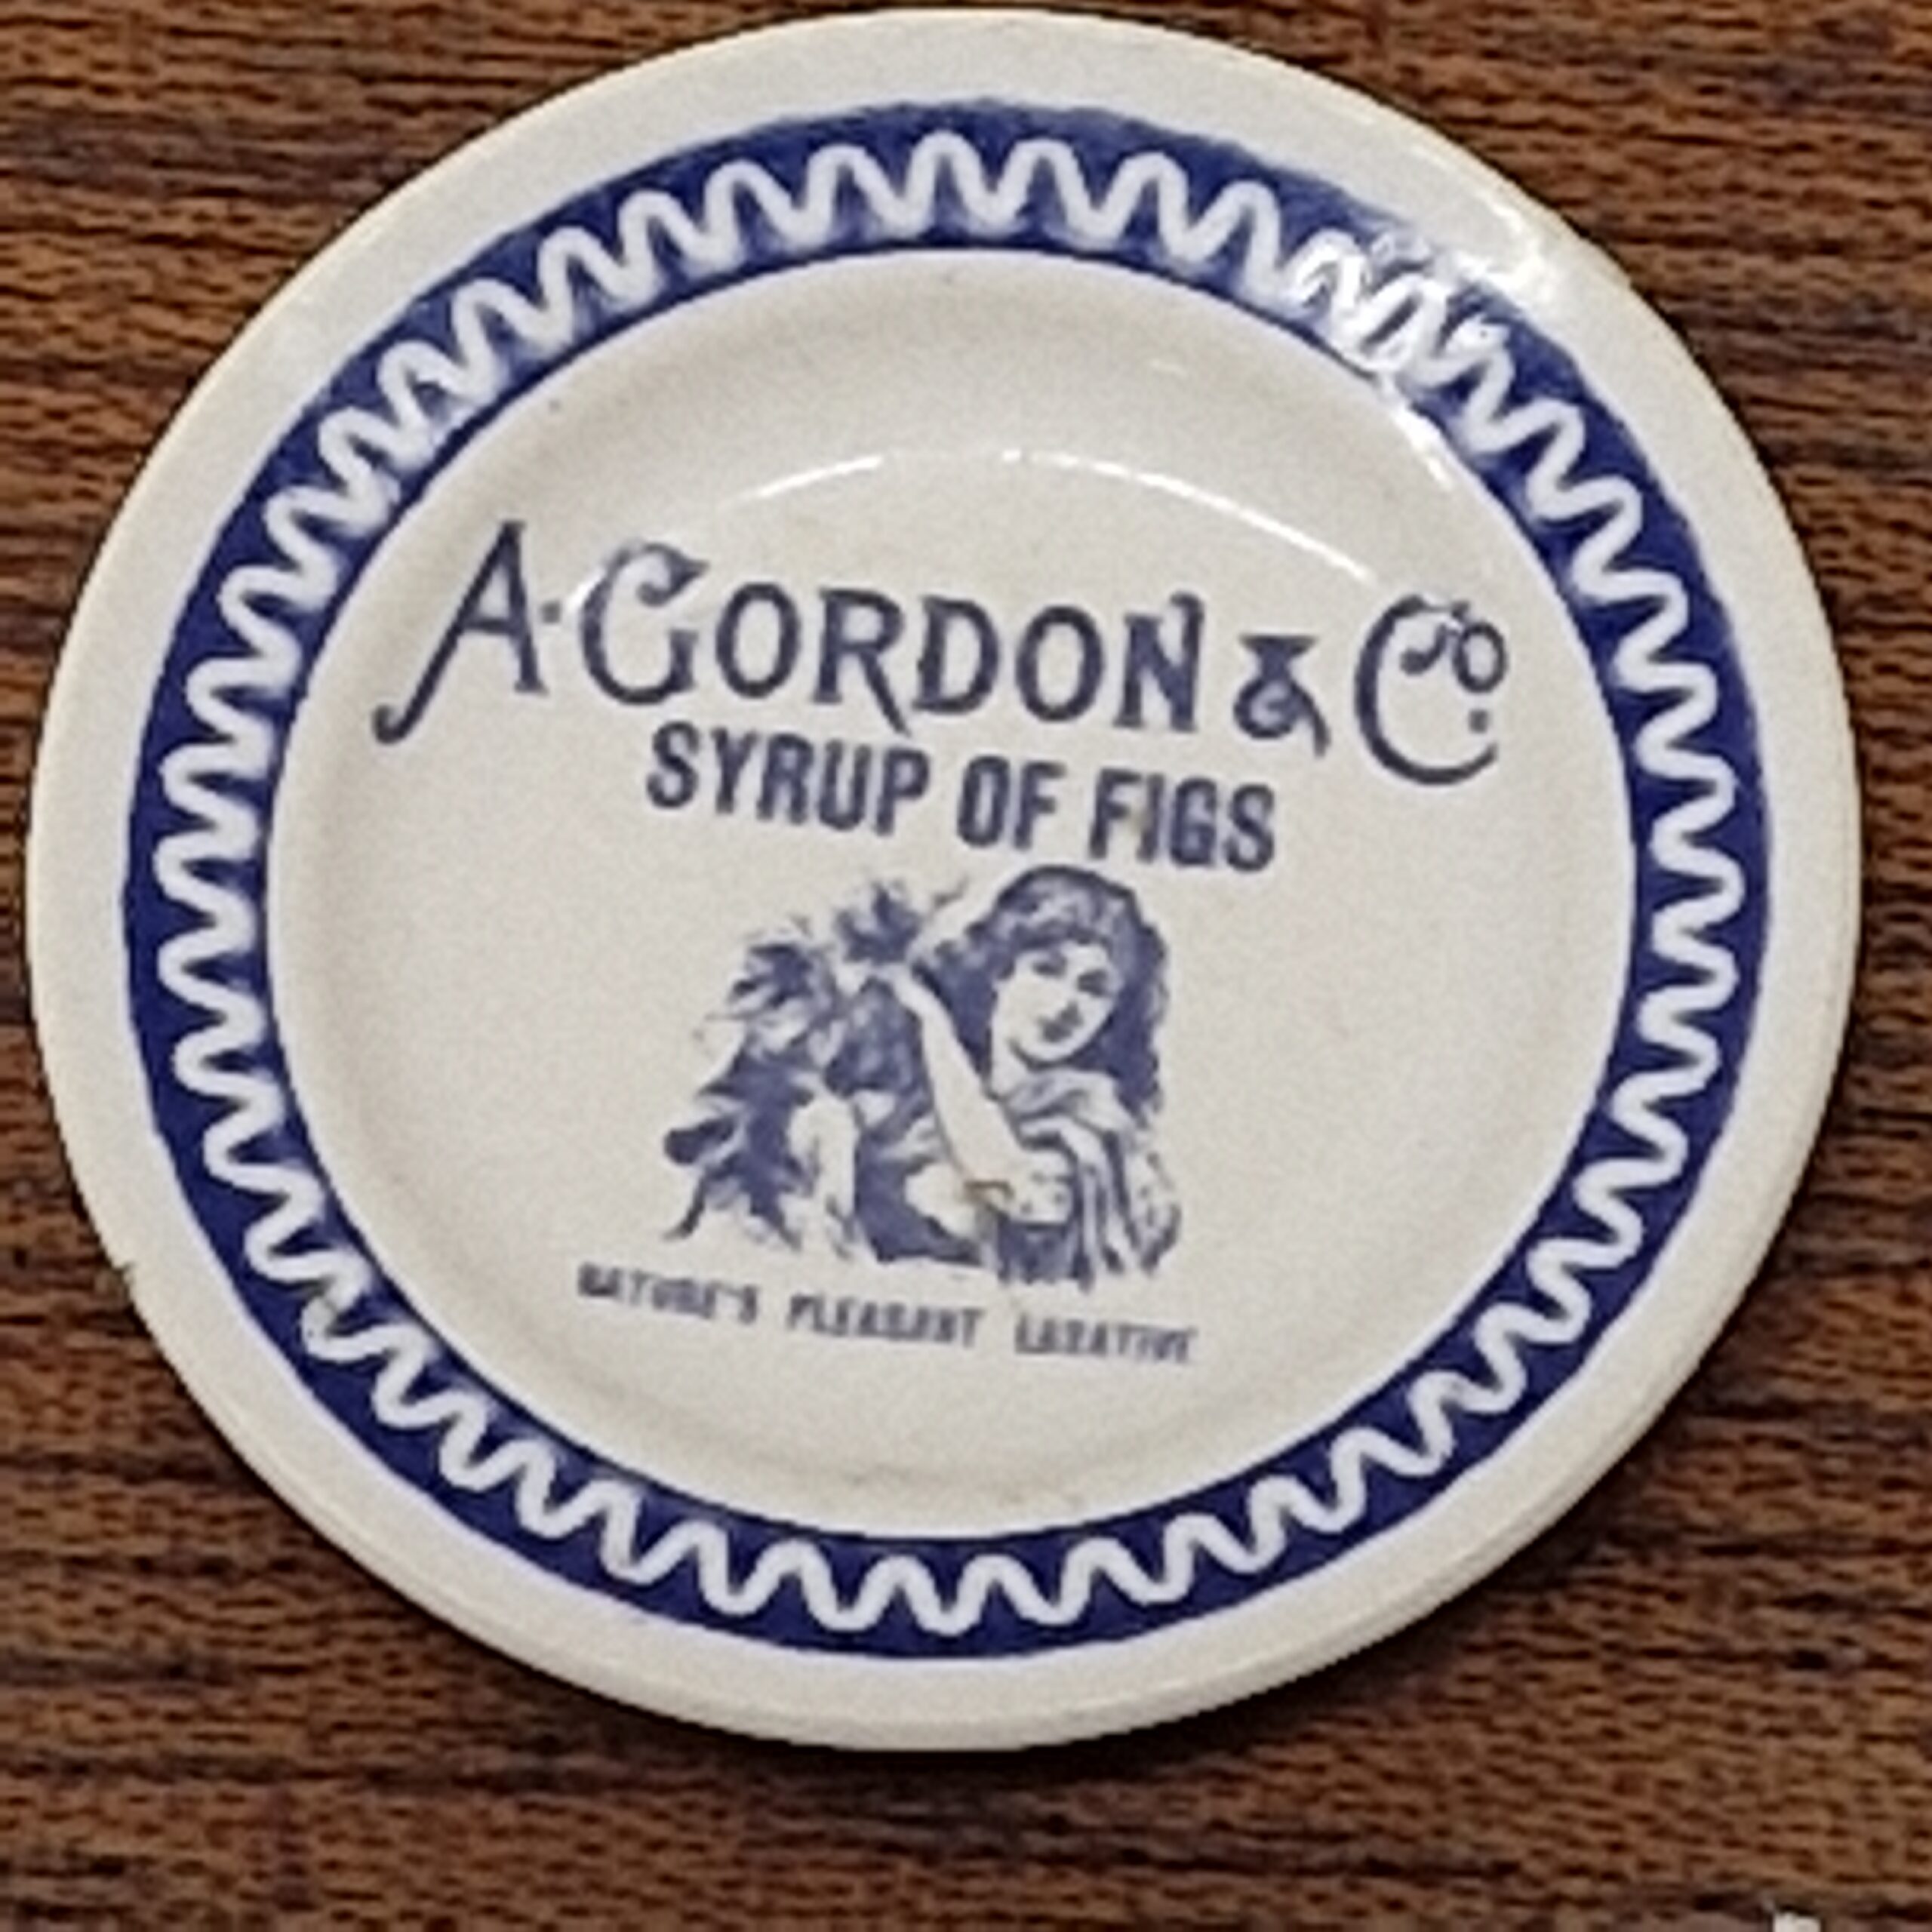 A. GORDON & Co.
SYRUP OF FIGS
NATURE'S PLEASANT LAXATIVE